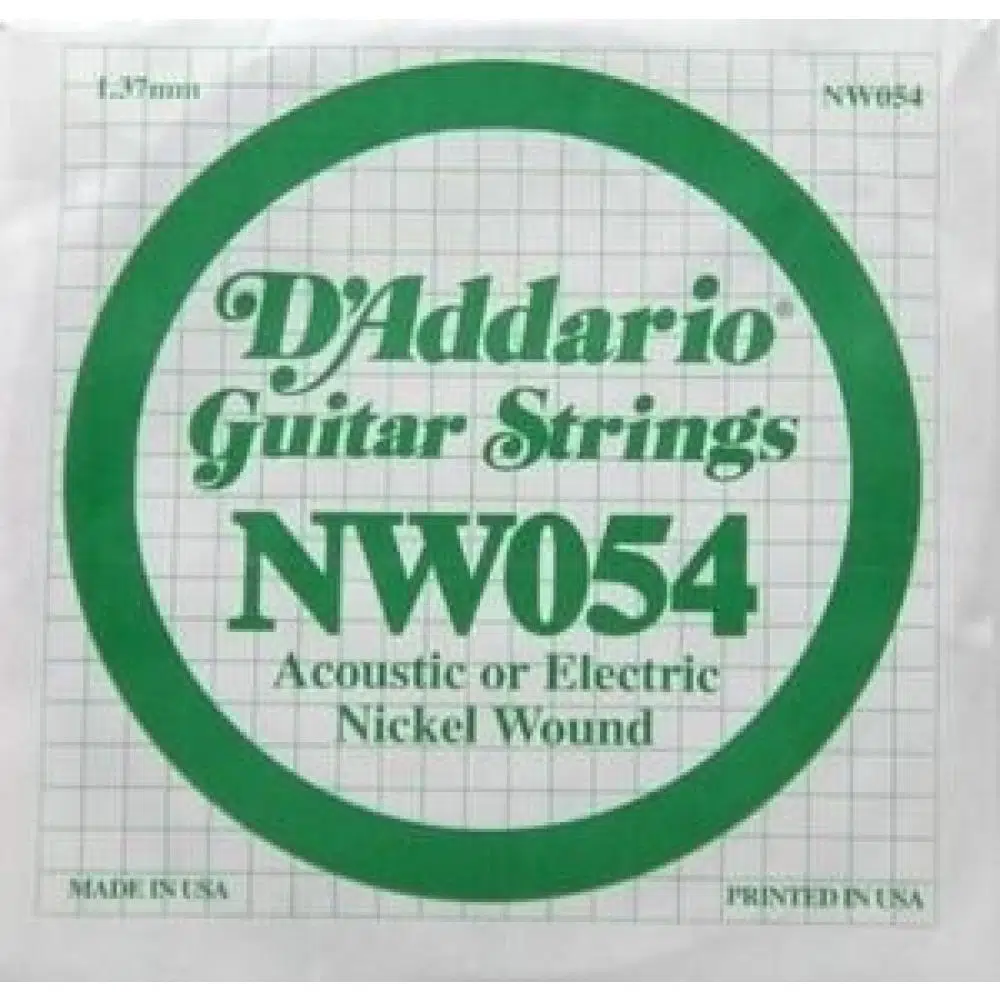 1.37mm
NW054
D'Addario®
Guitar Strings
NW054
Acoustic or Electric
Nickel Wound
MADE IN USA
PRINTED IN USA